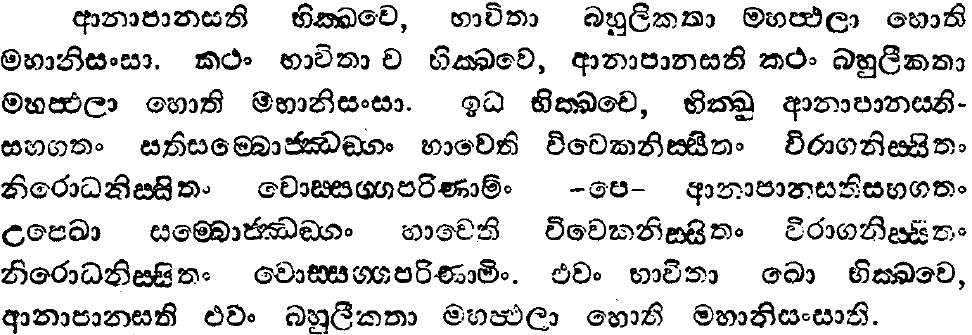 ආනාපානසති භික්ඛවෙ, භාවිතා බහුලීකතා මහප්ඵලා හොති
මහානිසංසා. කථං භාවිතා ච භික්ඛවෙ, ආනාපානසති කථං බහුලීකතා
මහප්ඵලා හොති මහානිසංසා. ඉධ භික්ඛවෙ, භික්ඛු ආනාපානසති-
සහගතං සතිසම්බොජ්ඣඞ්ගං භාවෙති විවෙකනිස්සිතං විරාගනිස්සිතං
නිරොධනිස්සිතං වොස්සග්ගපරිණාමිං -පෙ- ආනාපානසතිසහගතං
උපෙඛා සම්බොජ්ඣඞ්ගං භාවෙති විවෙකනිස්සිතං විරාගනිස්සිතං
නිරොධනිස්සිතං වොස්සග්ගපරිණාමිං. එවං භාවිතා ඛො භික්ඛවෙ,
ආනාපානසති එවං බහුලීකතා මහප්ඵලා හොති මහානිසංසාති.